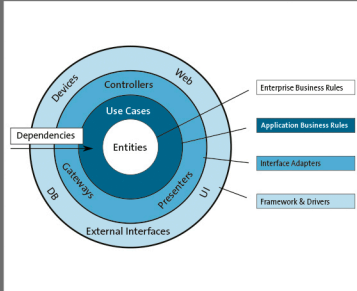 Devices
Web
Controllers
Use Cases
Dependencies
Entities
Gateways
Presenters
DB
UI
External Interfaces
Enterprise Business Rules
Application Business Rules
Interface Adapters
Framework & Drivers